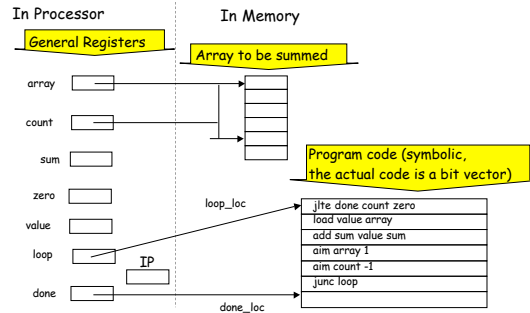 In Processor
In Memory
General Registers
Array to be summed
array
count
sum
Program code (symbolic,
the actual code is a bit vector)
zero
loop_loc
value
loop
IP
done
done_loc
jlte done count zero
load value array
add sum value sum
aim array 1
aim count -1
junc loop